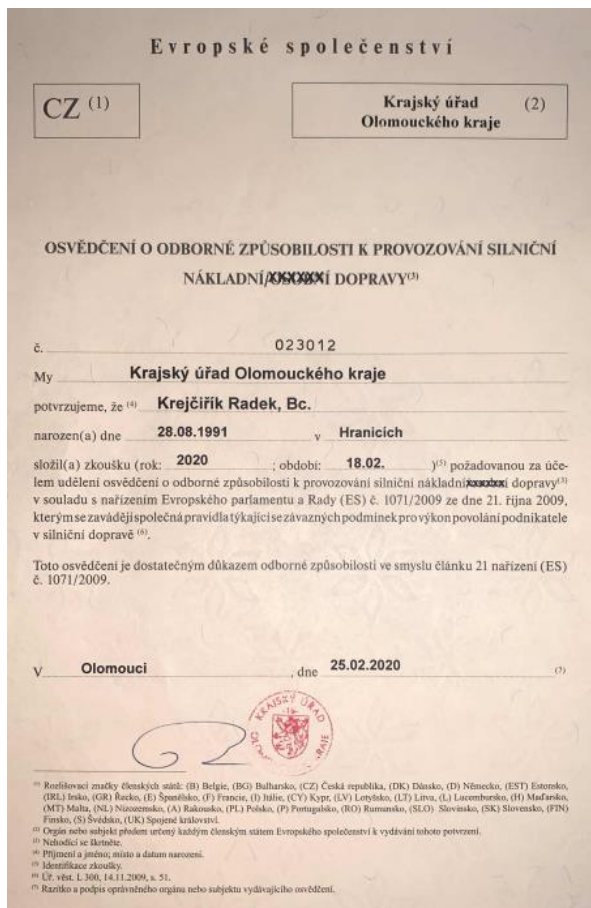 Evropské společenství
CZ (1)
Krajský úřad (2)
Olomouckého kraje
OSVĚDČENÍ O ODBORNÉ ZPŮSOBILOSTI K PROVOZOVÁNÍ SILNIČNÍ
NÁKLADNÍ/XXXXXXÍ DOPRAVY(3)
č. 023012
My Krajský úřad Olomouckého kraje
potvrzujeme, že (4) Krejčiřík Radek, Bc.
narozen(a) dne 28.08.1991 v Hranicích
složil(a) zkoušku (rok: 2020 ; období: 18.02. )(5) požadovanou za úče-
lem udělení osvědčení o odborné způsobilosti k provozování silniční nákladní/xxxxxxí dopravy(3)
v souladu s nařízením Evropského parlamentu a Rady (ES) č. 1071/2009 ze dne 21. října 2009,
kterým se zavádějí společná pravidla týkající se závazných podmínek pro výkon povolání podnikatele
v silniční dopravě (6).
Toto osvědčení je dostatečným důkazem odborné způsobilosti ve smyslu článku 21 nařízení (ES)
č. 1071/2009.
V Olomouci , dne 25.02.2020 (7)
KRAJSKÝ ÚŘAD
(1) Rozlišovací značky členských států: (B) Belgie, (BG) Bulharsko, (CZ) Česká republika, (DK) Dánsko, (D) Německo, (EST) Estonsko,
(IRL) Irsko, (GR) Řecko, (E) Španělsko, (F) Francie, (I) Itálie, (CY) Kypr, (LV) Lotyšsko, (LT) Litva, (L) Lucembursko, (H) Maďarsko,
(MT) Malta, (NL) Nizozemsko, (A) Rakousko, (PL) Polsko, (P) Portugalsko, (RO) Rumunsko, (SLO) Slovinsko, (SK) Slovensko, (FIN)
Finsko, (S) Švédsko, (UK) Spojené království.
(2) Orgán nebo subjekt předem určený každým členským státem Evropského společenství k vydávání tohoto potvrzení.
(3) Nehodící se škrtněte.
(4) Příjmení a jméno; místo a datum narození.
(5) Identifikace zkoušky.
(6) Úř. věst. L 300, 14.11.2009, s. 51.
(7) Razítko a podpis oprávněného orgánu nebo subjektu vydávajícího osvědčení.